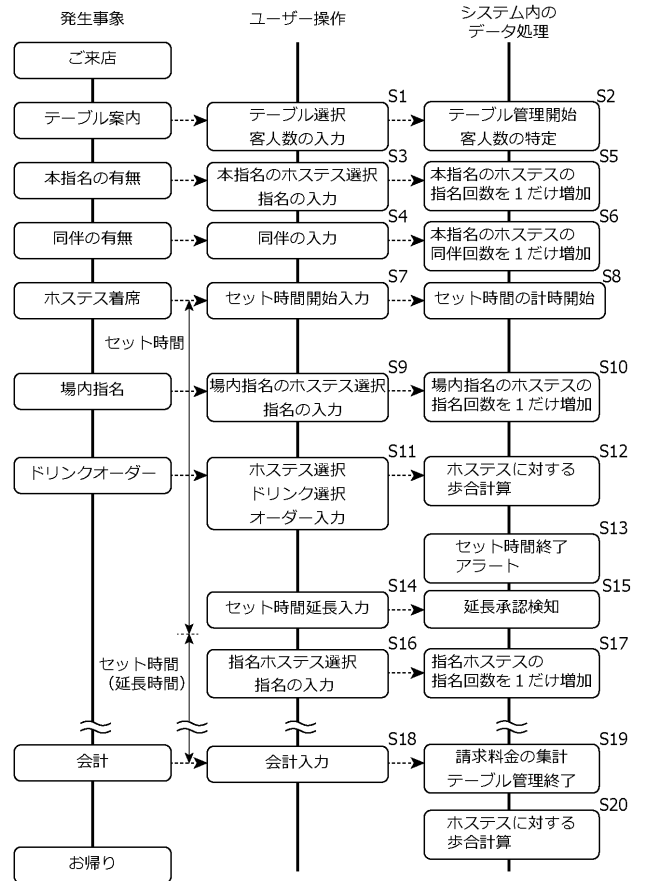 発生事象
ユーザー操作
システム内の
データ処理
ご来店
テーブル案内
S1
テーブル選択
客人数の入力
S2
テーブル管理開始
客人数の特定
本指名の有無
S3
本指名のホステス選択
指名の入力
S5
本指名のホステスの
指名回数を1だけ増加
同伴の有無
S4
同伴の入力
S6
本指名のホステスの
同伴回数を1だけ増加
ホステス着席
S7
セット時間開始入力
S8
セット時間の計時開始
セット時間
場内指名
S9
場内指名のホステス選択
指名の入力
S10
場内指名のホステスの
指名回数を1だけ増加
ドリンクオーダー
S11
ホステス選択
ドリンク選択
オーダー入力
S12
ホステスに対する
歩合計算
S13
セット時間終了
アラート
S14
セット時間延長入力
S15
延長承認検知
セット時間
(延長時間)
S16
指名ホステス選択
指名の入力
S17
指名ホステスの
指名回数を1だけ増加
会計
S18
会計入力
S19
請求料金の集計
テーブル管理終了
S20
ホステスに対する
歩合計算
お帰り